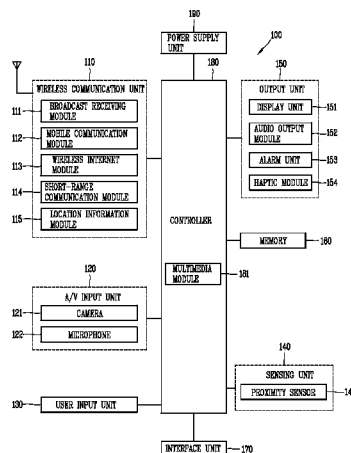 190
POWER SUPPLY
UNIT
100
110
WIRELESS COMMUNICATION UNIT
111
BROADCAST RECEIVING
MODULE
112
MOBILE COMMUNICATION
MODULE
113
WIRELESS INTERNET
MODULE
114
SHORT-RANGE
COMMUNICATION MODULE
115
LOCATION INFORMATION
MODULE
120
A/V INPUT UNIT
121
CAMERA
122
MICROPHONE
130
USER INPUT UNIT
180
CONTROLLER
MULTIMEDIA
MODULE
181
150
OUTPUT UNIT
DISPLAY UNIT
151
AUDIO OUTPUT
MODULE
152
ALARM UNIT
153
HAPTIC MODULE
154
MEMORY
160
140
SENSING UNIT
PROXIMITY SENSOR
14
INTERFACE UNIT
170